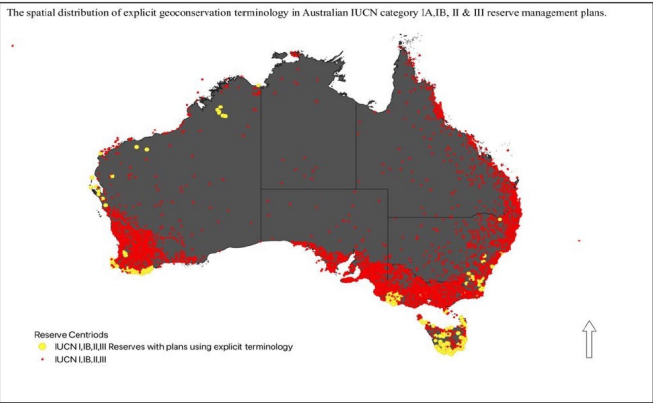 The spatial distribution of explicit geoconservation terminology in Australian IUCN category IA,IB, II & III reserve management plans.
Reserve Centriods
IUCN I,IB,II,III Reserves with plans using explicit terminology
IUCN I,IB,II,III